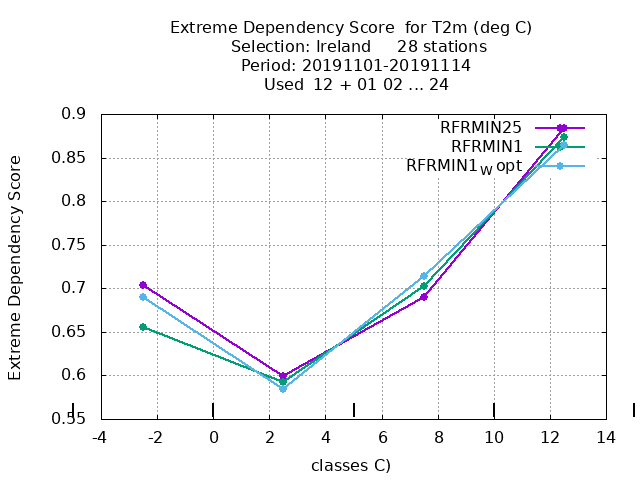 Extreme Dependency Score  for T2m (deg C)
Selection: Ireland     28 stations
Period: 20191101-20191114
Used  12 + 01 02 ... 24
RFRMIN25
RFRMIN1
RFRMIN1W opt
Extreme Dependency Score
0.9
0.85
0.8
0.75
0.7
0.65
0.6
0.55
-4 -2 0 2 4 6 8 10 12 14
classes C)